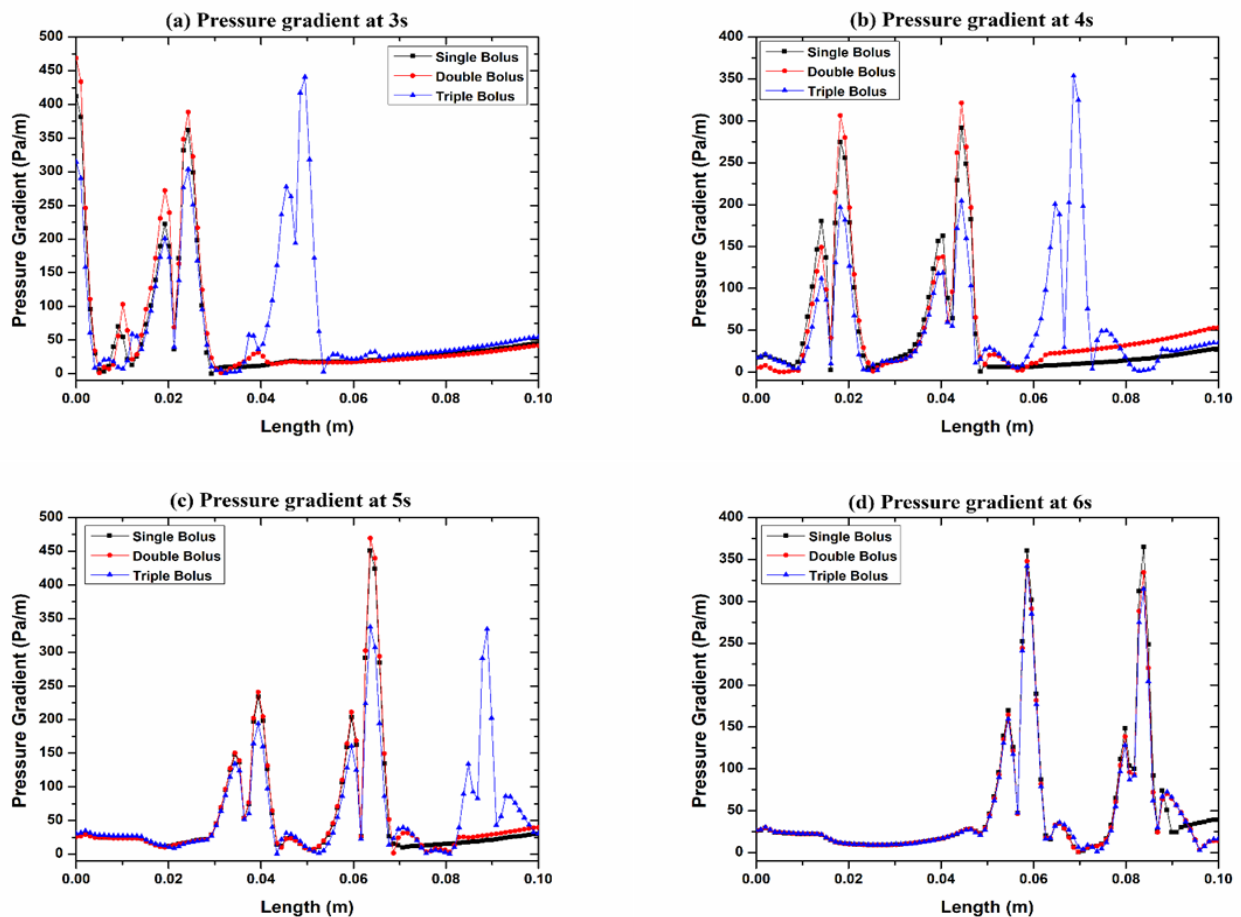 (a) Pressure gradient at 3s
500
450
400
350
300
250
200
150
100
50
0
Pressure Gradient (Pa/m)
Single Bolus
Double Bolus
Triple Bolus
0.00 0.02 0.04 0.06 0.08 0.10
Length (m)
(b) Pressure gradient at 4s
400
350
300
250
200
150
100
50
0
Pressure Gradient (Pa/m)
Single Bolus
Double Bolus
Triple Bolus
0.00 0.02 0.04 0.06 0.08 0.10
Length (m)
(c) Pressure gradient at 5s
500
450
400
350
300
250
200
150
100
50
0
Pressure Gradient (Pa/m)
Single Bolus
Double Bolus
Triple Bolus
0.00 0.02 0.04 0.06 0.08 0.10
Length (m)
(d) Pressure gradient at 6s
400
350
300
250
200
150
100
50
0
Pressure Gradient (Pa/m)
Single Bolus
Double Bolus
Triple Bolus
0.00 0.02 0.04 0.06 0.08 0.10
Length (m)